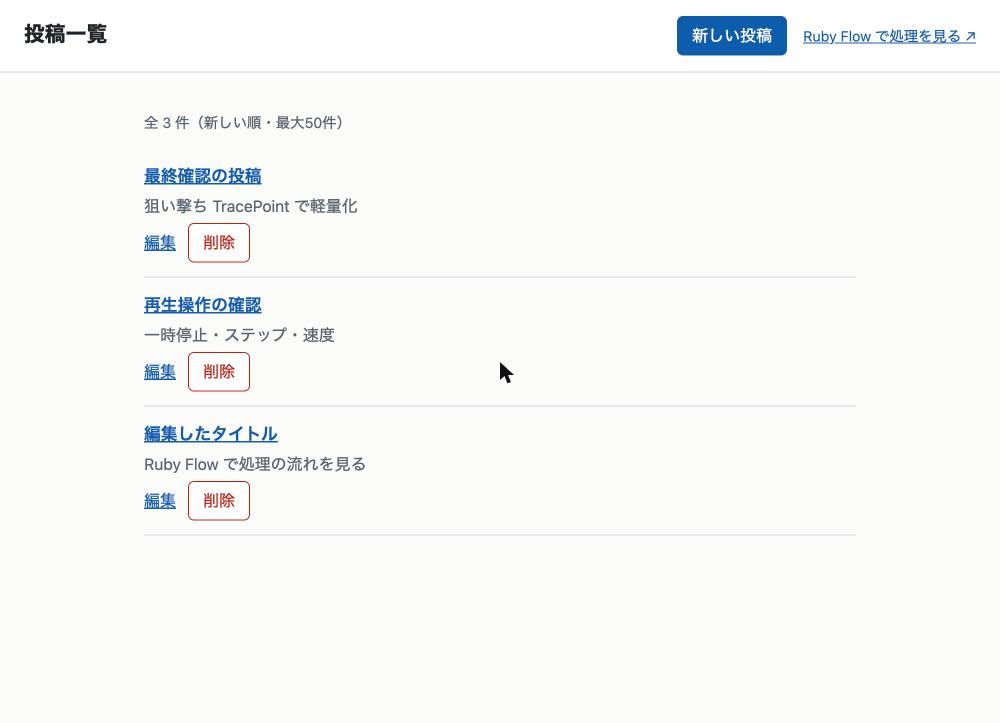 投稿一覧
新しい投稿 Ruby Flow で処理を見る ↗
全 3 件（新しい順・最大50件）
最終確認の投稿
狙い撃ち TracePoint で軽量化
編集 削除
再生操作の確認
一時停止・ステップ・速度
編集 削除
編集したタイトル
Ruby Flow で処理の流れを見る
編集 削除